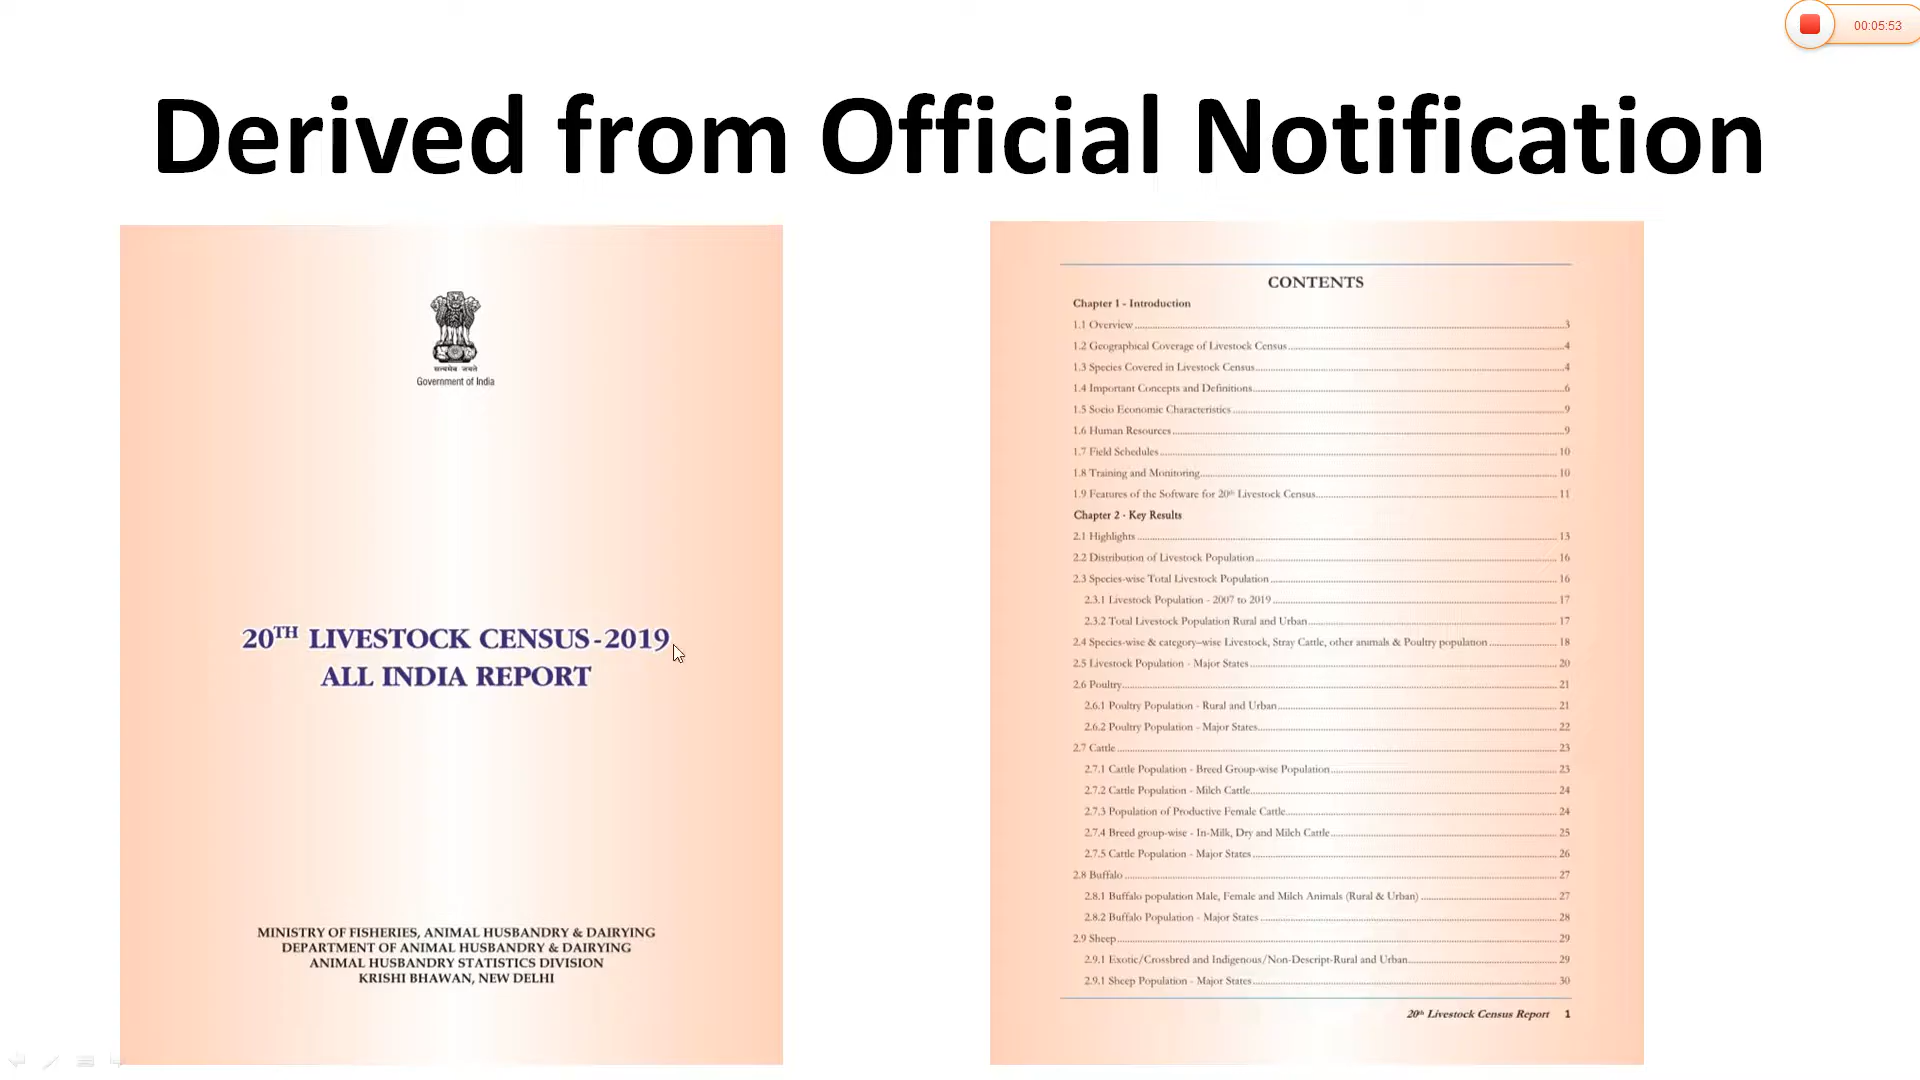 00:05:53
Derived from Official Notification
सत्यमेव जयते
Government of India
20TH LIVESTOCK CENSUS-2019
ALL INDIA REPORT
MINISTRY OF FISHERIES, ANIMAL HUSBANDRY & DAIRYING
DEPARTMENT OF ANIMAL HUSBANDRY & DAIRYING
ANIMAL HUSBANDRY STATISTICS DIVISION
KRISHI BHAWAN, NEW DELHI
CONTENTS
Chapter 1 - Introduction
1.1 Overview 3
1.2 Geographical Coverage of Livestock Census 4
1.3 Species Covered in Livestock Census 4
1.4 Important Concepts and Definitions 6
1.5 Socio Economic Characteristics 9
1.6 Human Resources 9
1.7 Field Schedules 10
1.8 Training and Monitoring 10
1.9 Features of the Software for 20th Livestock Census 11
Chapter 2 - Key Results
2.1 Highlights 13
2.2 Distribution of Livestock Population 16
2.3 Species-wise Total Livestock Population 16
2.3.1 Livestock Population - 2007 to 2019 17
2.3.2 Total Livestock Population Rural and Urban 17
2.4 Species-wise & category–wise Livestock, Stray Cattle, other animals & Poultry population 18
2.5 Livestock Population - Major States 20
2.6 Poultry 21
2.6.1 Poultry Population - Rural and Urban 21
2.6.2 Poultry Population - Major States 22
2.7 Cattle 23
2.7.1 Cattle Population - Breed Group-wise Population 23
2.7.2 Cattle Population - Milch Cattle 24
2.7.3 Population of Productive Female Cattle 24
2.7.4 Breed group-wise - In-Milk, Dry and Milch Cattle 25
2.7.5 Cattle Population - Major States 26
2.8 Buffalo 27
2.8.1 Buffalo population Male, Female and Milch Animals (Rural & Urban) 27
2.8.2 Buffalo Population - Major States 28
2.9 Sheep 29
2.9.1 Exotic/Crossbred and Indigenous/Non-Descript-Rural and Urban 29
2.9.1 Sheep Population - Major States 30
20th Livestock Census Report 1